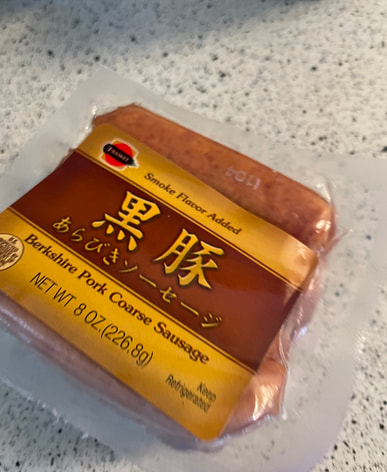 Smoke Flavor Added
黒豚
あらびきソーセージ
Berkshire Pork Coarse Sausage
NET WT 8 OZ.(226.8g)
Keep
Refrigerated